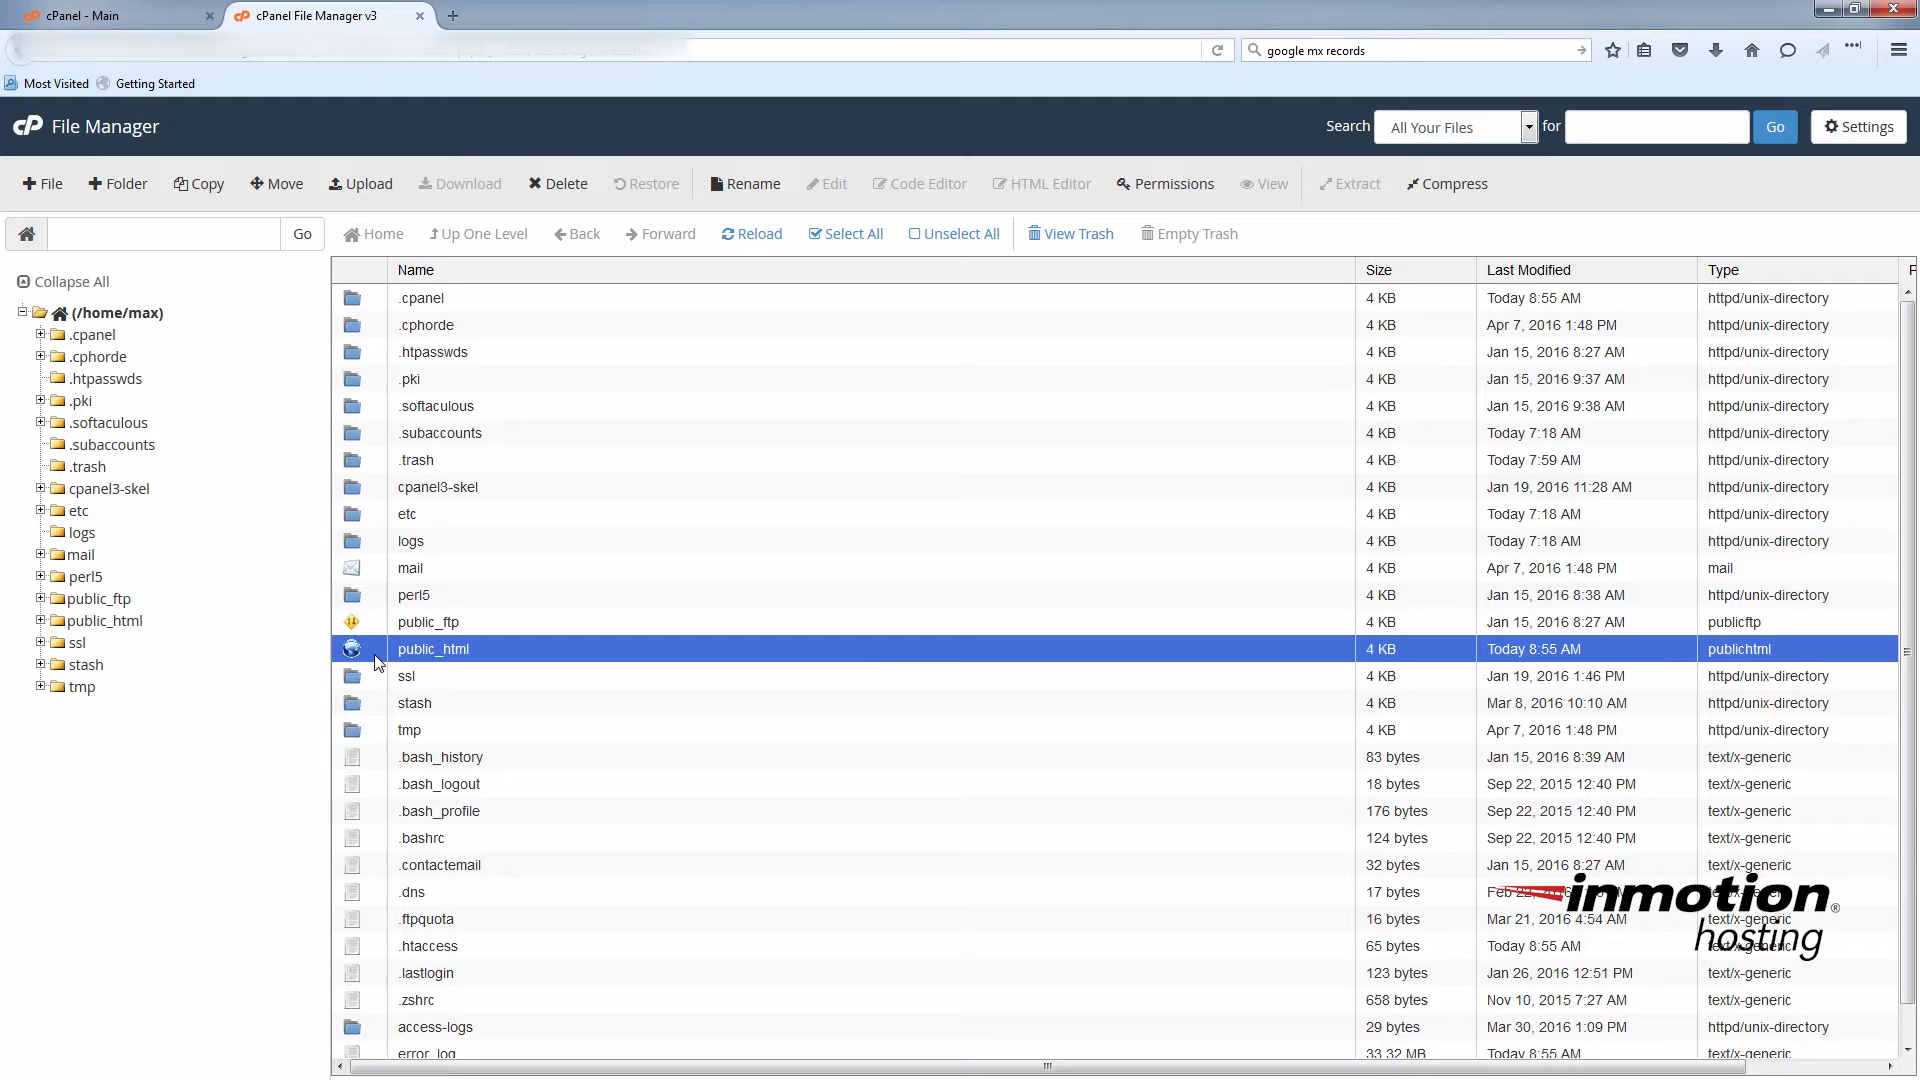 cPanel - Main
cPanel File Manager v3
google mx records
Most Visited
Getting Started
cP File Manager
Search All Your Files for Go Settings
File Folder Copy Move Upload Download Delete Restore Rename Edit Code Editor HTML Editor Permissions View Extract Compress
Go Home Up One Level Back Forward Reload Select All Unselect All View Trash Empty Trash
Collapse All
(/home/max)
.cpanel
.cphorde
.htpasswds
.pki
.softaculous
.subaccounts
.trash
cpanel3-skel
etc
logs
mail
perl5
public_ftp
public_html
ssl
stash
tmp
Name Size Last Modified Type
.cpanel 4 KB Today 8:55 AM httpd/unix-directory
.cphorde 4 KB Apr 7, 2016 1:48 PM httpd/unix-directory
.htpasswds 4 KB Jan 15, 2016 8:27 AM httpd/unix-directory
.pki 4 KB Jan 15, 2016 9:37 AM httpd/unix-directory
.softaculous 4 KB Jan 15, 2016 9:38 AM httpd/unix-directory
.subaccounts 4 KB Today 7:18 AM httpd/unix-directory
.trash 4 KB Today 7:59 AM httpd/unix-directory
cpanel3-skel 4 KB Jan 19, 2016 11:28 AM httpd/unix-directory
etc 4 KB Today 7:18 AM httpd/unix-directory
logs 4 KB Today 7:18 AM httpd/unix-directory
mail 4 KB Apr 7, 2016 1:48 PM mail
perl5 4 KB Jan 15, 2016 8:38 AM httpd/unix-directory
public_ftp 4 KB Jan 15, 2016 8:27 AM publicftp
public_html 4 KB Today 8:55 AM publichtml
ssl 4 KB Jan 19, 2016 1:46 PM httpd/unix-directory
stash 4 KB Mar 8, 2016 10:10 AM httpd/unix-directory
tmp 4 KB Apr 7, 2016 1:48 PM httpd/unix-directory
.bash_history 83 bytes Jan 15, 2016 8:39 AM text/x-generic
.bash_logout 18 bytes Sep 22, 2015 12:40 PM text/x-generic
.bash_profile 176 bytes Sep 22, 2015 12:40 PM text/x-generic
.bashrc 124 bytes Sep 22, 2015 12:40 PM text/x-generic
.contactemail 32 bytes Jan 15, 2016 8:27 AM text/x-generic
.dns 17 bytes Feb 22,
.ftpquota 16 bytes Mar 21, 2016 4:54 AM text/x-generic
.htaccess 65 bytes Today 8:55 AM text/x-generic
.lastlogin 123 bytes Jan 26, 2016 12:51 PM text/x-generic
.zshrc 658 bytes Nov 10, 2015 7:27 AM text/x-generic
access-logs 29 bytes Mar 30, 2016 1:09 PM httpd/unix-directory
error_log 33.32 MB Today 8:55 AM text/x-generic
inmotion®
hosting